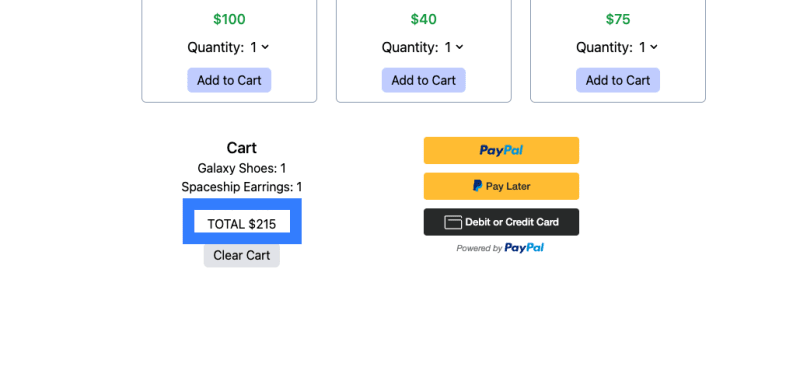 $100
$40
$75
Quantity: 1
Quantity: 1
Quantity: 1
Add to Cart
Add to Cart
Add to Cart
Cart
Galaxy Shoes: 1
Spaceship Earrings: 1
TOTAL $215
Clear Cart
PayPal
Pay Later
Debit or Credit Card
Powered by PayPal